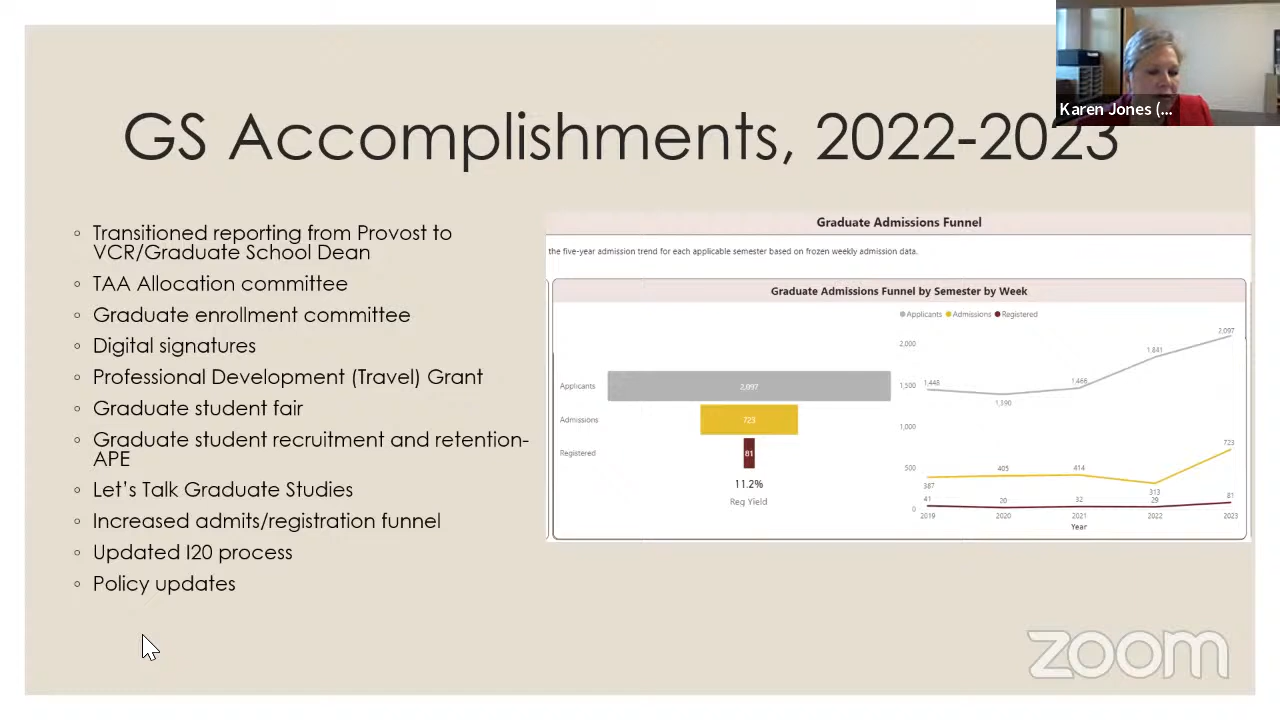 Karen Jones (...
GS Accomplishments, 2022-2023
◦ Transitioned reporting from Provost to
VCR/Graduate School Dean
◦ TAA Allocation committee
◦ Graduate enrollment committee
◦ Digital signatures
◦ Professional Development (Travel) Grant
◦ Graduate student fair
◦ Graduate student recruitment and retention-
APE
◦ Let's Talk Graduate Studies
◦ Increased admits/registration funnel
◦ Updated I20 process
◦ Policy updates
Graduate Admissions Funnel
the five-year admission trend for each applicable semester based on frozen weekly admission data.
Graduate Admissions Funnel by Semester by Week
Applicants 2,097
Admissions 723
Registered 81
11.2%
Req Yield
Applicants Admissions Registered
2,000
1,500
1,000
500
0
1,448 1,390 1,466 1,841 2,097
387 405 414 313 723
41 20 32 29 81
2019 2020 2021 2022 2023
Year
zoom